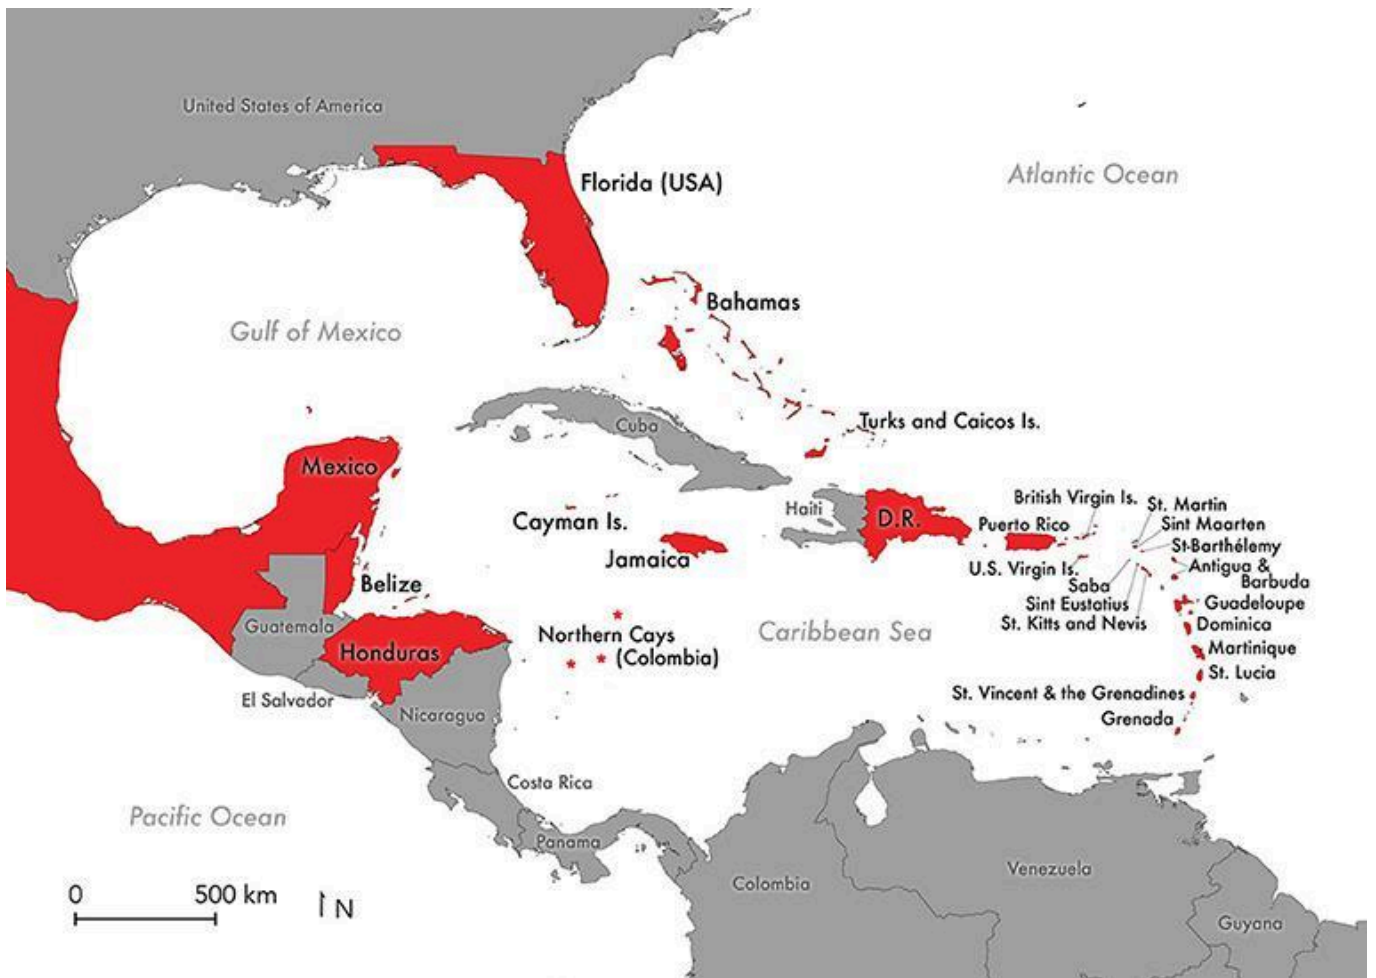 United States of America
Atlantic Ocean
Florida (USA)
Bahamas
Gulf of Mexico
Turks and Caicos Is.
Cuba
Mexico
Haiti
D.R.
British Virgin Is.
St. Martin
Cayman Is.
Puerto Rico
Sint Maarten
Jamaica
St-Barthélemy
U.S. Virgin Is.
Antigua &
Barbuda
Belize
Saba
Sint Eustatius
Guadeloupe
St. Kitts and Nevis
Dominica
Guatemala
Northern Cays
(Colombia)
Caribbean Sea
Honduras
Martinique
St. Lucia
El Salvador
St. Vincent & the Grenadines
Nicaragua
Grenada
Costa Rica
Pacific Ocean
Panama
Venezuela
Colombia
0 500 km
N
Guyana